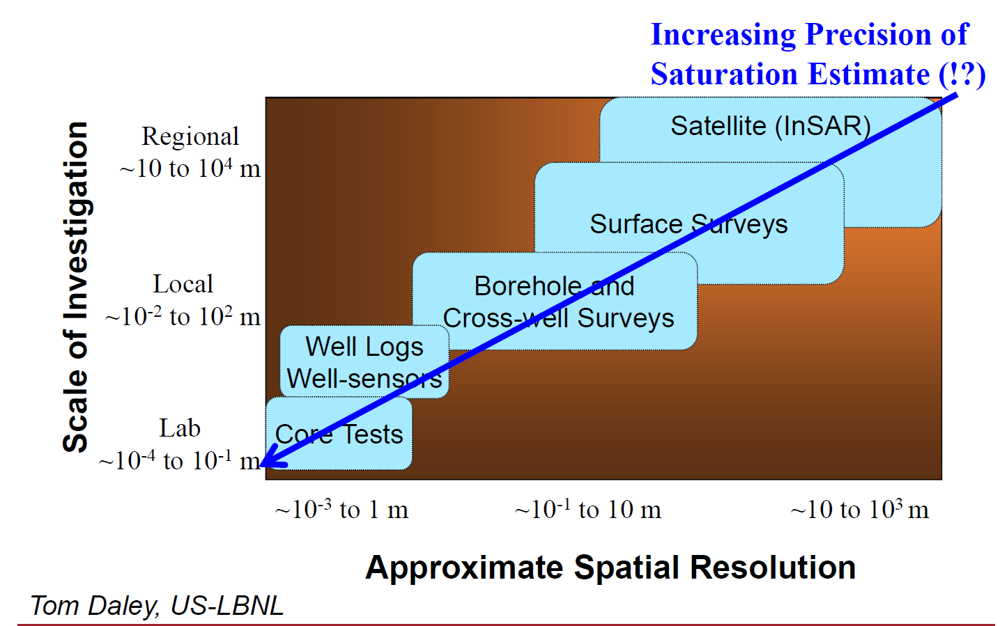 Increasing Precision of
Saturation Estimate (!?)
Scale of Investigation
Regional
~10 to 10⁴ m
Local
~10⁻² to 10² m
Lab
~10⁻⁴ to 10⁻¹ m
Satellite (InSAR)
Surface Surveys
Borehole and
Cross-well Surveys
Well Logs
Well-sensors
Core Tests
~10⁻³ to 1 m
~10⁻¹ to 10 m
~10 to 10³ m
Approximate Spatial Resolution
Tom Daley, US-LBNL